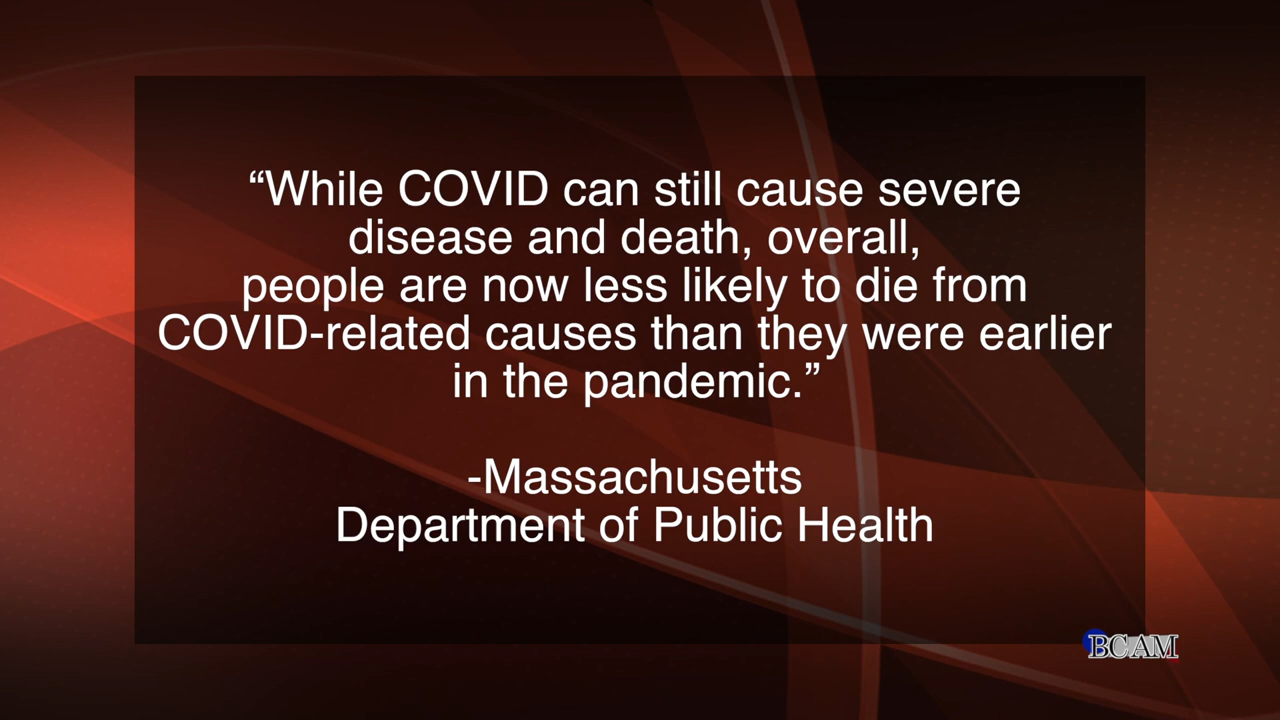 “While COVID can still cause severe
disease and death, overall,
people are now less likely to die from
COVID-related causes than they were earlier
in the pandemic.”
-Massachusetts
Department of Public Health
BCAM